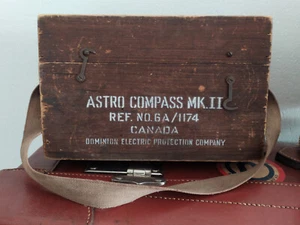 ASTRO COMPASS MK.II
REF. NO. 6A/1174
CANADA
DOMINION ELECTRIC PROTECTION COMPANY